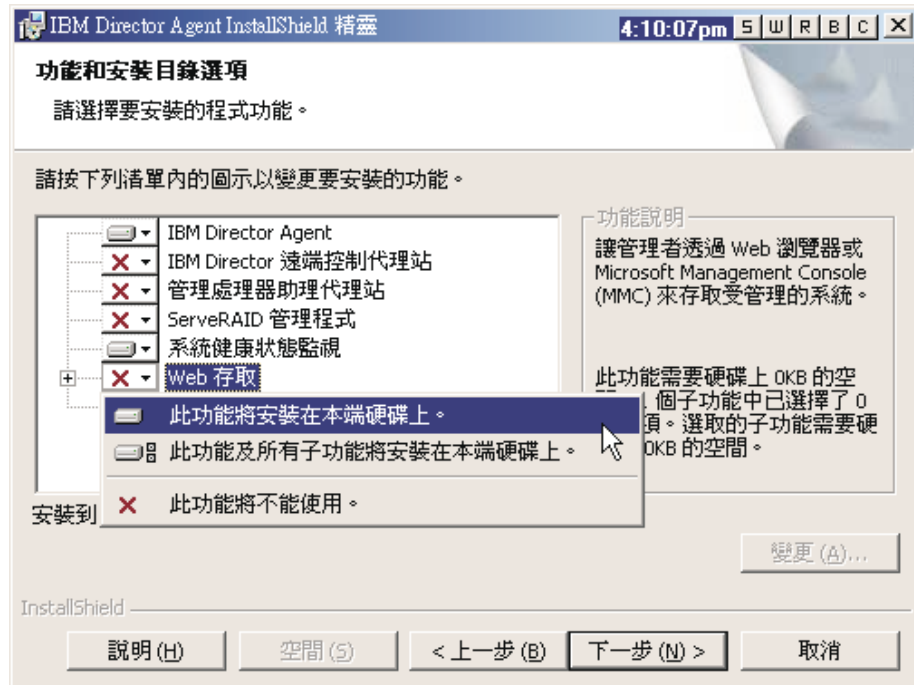 IBM Director Agent InstallShield 精靈
4:10:07pm S W R B C
功能和安裝目錄選項
請選擇要安裝的程式功能。
請按下列清單內的圖示以變更要安裝的功能。
IBM Director Agent
IBM Director 遠端控制代理站
管理處理器助理代理站
ServeRAID 管理程式
系統健康狀態監視
Web 存取
此功能將安裝在本端硬碟上。
此功能及所有子功能將安裝在本端硬碟上。
此功能將不能使用。
功能說明
讓管理者透過 Web 瀏覽器或
Microsoft Management Console
(MMC) 來存取受管理的系統。
此功能需要硬碟上 0KB 的空
個子功能中已選擇了 0
項。選取的子功能需要硬
0KB 的空間。
安裝到
變更(A)...
InstallShield
說明(H)
空間(S)
< 上一步(B)
下一步(N) >
取消